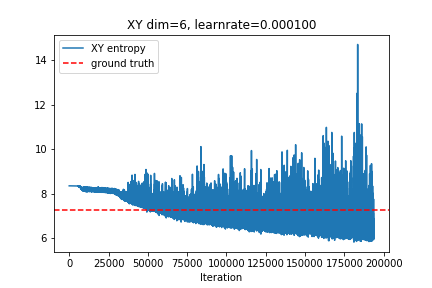 XY dim=6, learnrate=0.000100
XY entropy
ground truth
14
12
10
8
6
0 25000 50000 75000 100000 125000 150000 175000 200000
Iteration